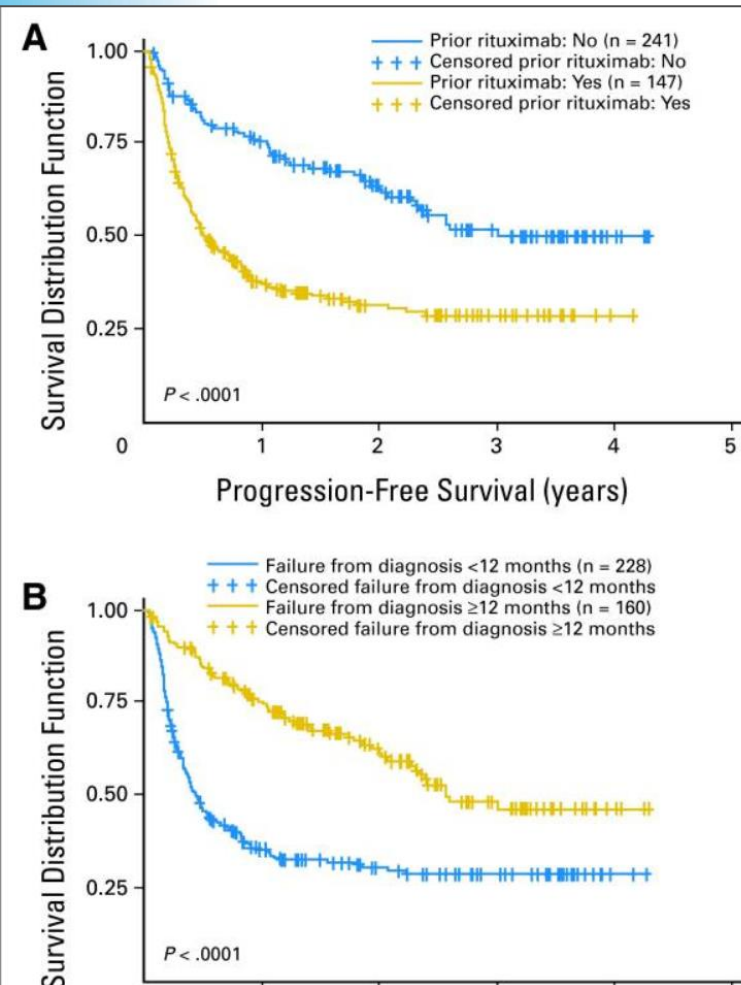 A
Prior rituximab: No (n = 241)
Censored prior rituximab: No
Prior rituximab: Yes (n = 147)
Censored prior rituximab: Yes
1.00
0.75
0.50
0.25
Survival Distribution Function
P < .0001
0 1 2 3 4 5
Progression-Free Survival (years)
B
Failure from diagnosis <12 months (n = 228)
Censored failure from diagnosis <12 months
Failure from diagnosis ≥12 months (n = 160)
Censored failure from diagnosis ≥12 months
1.00
0.75
0.50
0.25
Survival Distribution Function
P < .0001